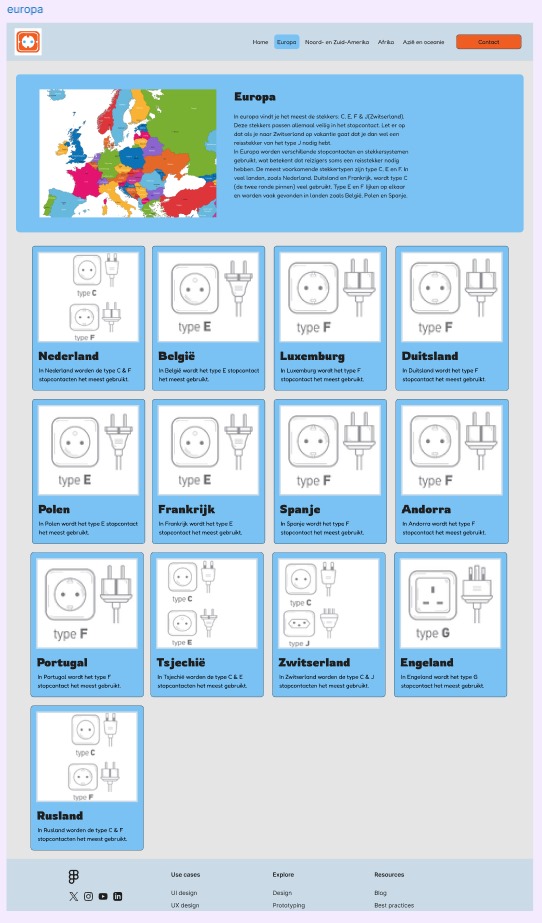 europa
Home Europa Noord- en Zuid-Amerika Afrika Azië en oceanie Contact
Europa
In europa vindt je het meest de stekkers: C, E, F & J(Zwitserland).
Deze stekkers passen allemaal veilig in het stopcontact. Let er op
dat als je naar Zwitserland op vakantie gaat dat je dan wel een
reisstekker van het type J nodig hebt.
In Europa worden verschillende stopcontacten en stekkersystemen
gebruikt, wat betekent dat reizigers soms een reisstekker nodig
hebben. De meest voorkomende stekkertypen zijn type C, E en F. In
veel landen, zoals Nederland, Duitsland en Frankrijk, wordt type C
(de twee ronde pinnen) veel gebruikt. Type E en F lijken op elkaar
en worden vaak gevonden in landen zoals België, Polen en Spanje.
type C
type F
Nederland
In Nederland worden de type C & F
stopcontacten het meest gebruikt.
type E
België
In België wordt het type E stopcontact
het meest gebruikt.
type F
Luxemburg
In Luxemburg wordt het type F
stopcontact het meest gebruikt.
type F
Duitsland
In Duitsland wordt het type F
stopcontact het meest gebruikt.
type E
Polen
In Polen wordt het type E stopcontact
het meest gebruikt.
type E
Frankrijk
In Frankrijk wordt het type E
stopcontact het meest gebruikt.
type F
Spanje
In Spanje wordt het type F
stopcontact het meest gebruikt.
type F
Andorra
In Andorra wordt het type F
stopcontact het meest gebruikt.
type F
Portugal
In Portugal wordt het type F
stopcontact het meest gebruikt.
type C
type E
Tsjechië
In Tsjechië worden de type C & E
stopcontacten het meest gebruikt.
type C
type J
Zwitserland
In Zwitserland worden de type C & J
stopcontacten het meest gebruikt.
type G
Engeland
In Engeland wordt het type G
stopcontact het meest gebruikt.
type C
type F
Rusland
In Rusland worden de type C & F
stopcontacten het meest gebruikt.
Use cases Explore Resources
UI design Design Blog
UX design Prototyping Best practices